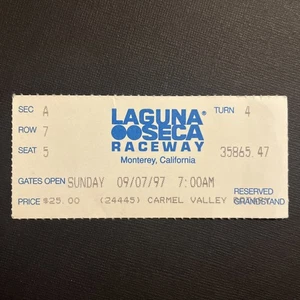 SEC A LAGUNA® TURN 4
SECA
ROW 7 RACEWAY
SEAT 5 Monterey, California 35865.47
GATES OPEN SUNDAY 09/07/97 7:00AM
RESERVED
PRICE $25.00 (24445) CARMEL VALLEY GRANDSTAND